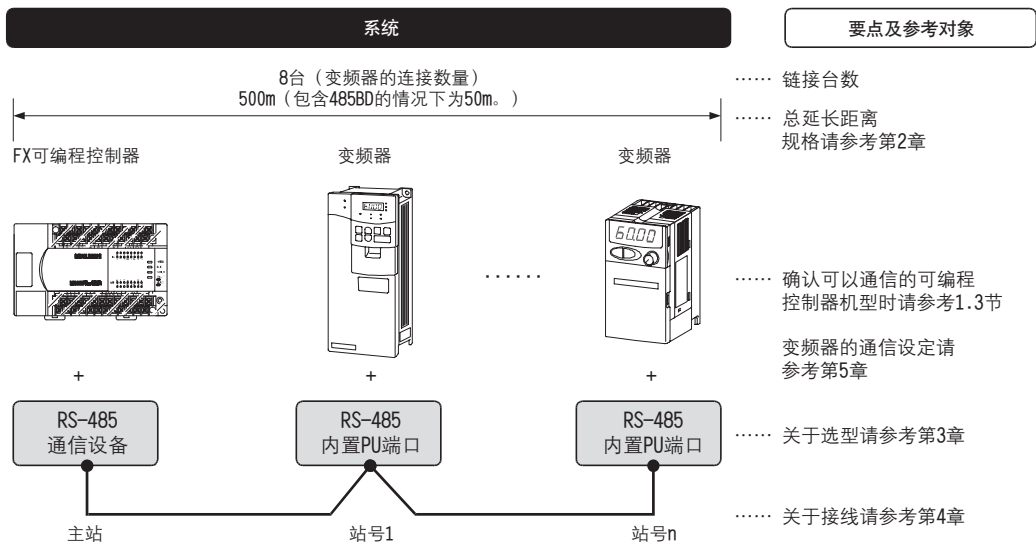 系统
要点及参考对象
8台（变频器的连接数量）
500m（包含485BD的情况下为50m。）
…… 链接台数
…… 总延长距离
规格请参考第2章
FX可编程控制器
变频器
变频器
60.00
……
…… 确认可以通信的可编程
控制器机型时请参考1.3节
变频器的通信设定请
参考第5章
+
+
+
RS-485
通信设备
RS-485
内置PU端口
RS-485
内置PU端口
…… 关于选型请参考第3章
主站
站号1
站号n
…… 关于接线请参考第4章